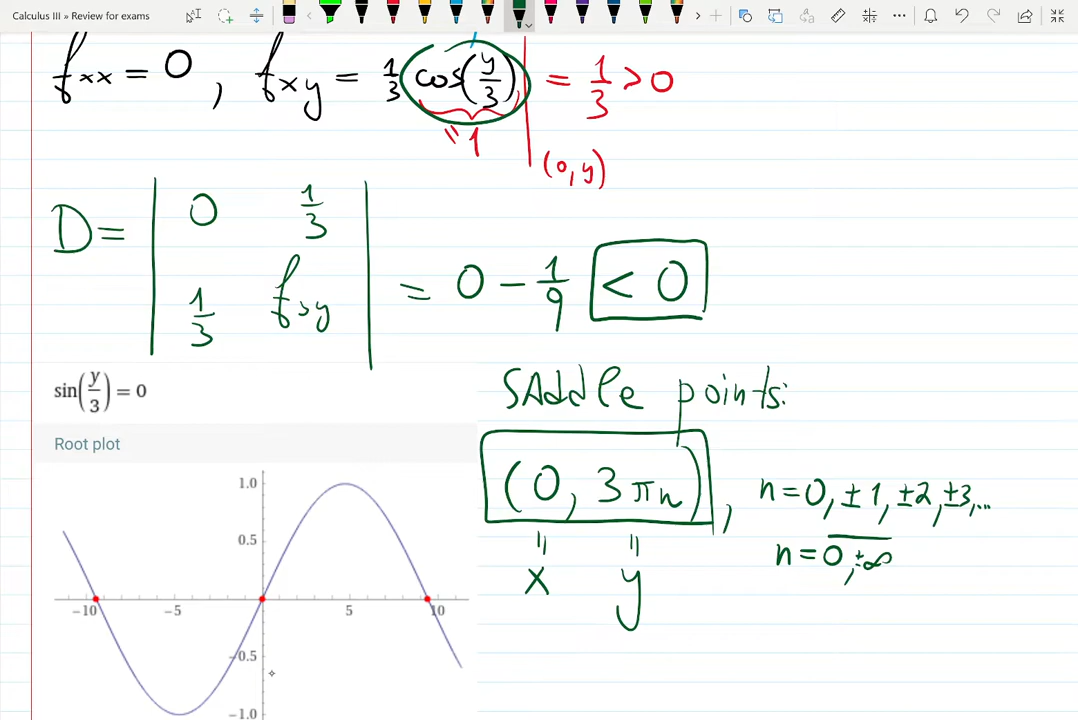 Calculus III » Review for exams
fxx = 0 , fxy = 1/3 cos(y/3) = 1/3 > 0
= 1
(0, y)
D = | 0 1/3 |
| 1/3 fyy | = 0 − 1/9 < 0
sin(y/3) = 0
SAddle points:
Root plot
(0, 3πn) , n = 0, ±1, ±2, ±3, ...
n = 0, ±∞
= =
x y
1.0
0.5
−10 −5 5 10
−0.5
−1.0